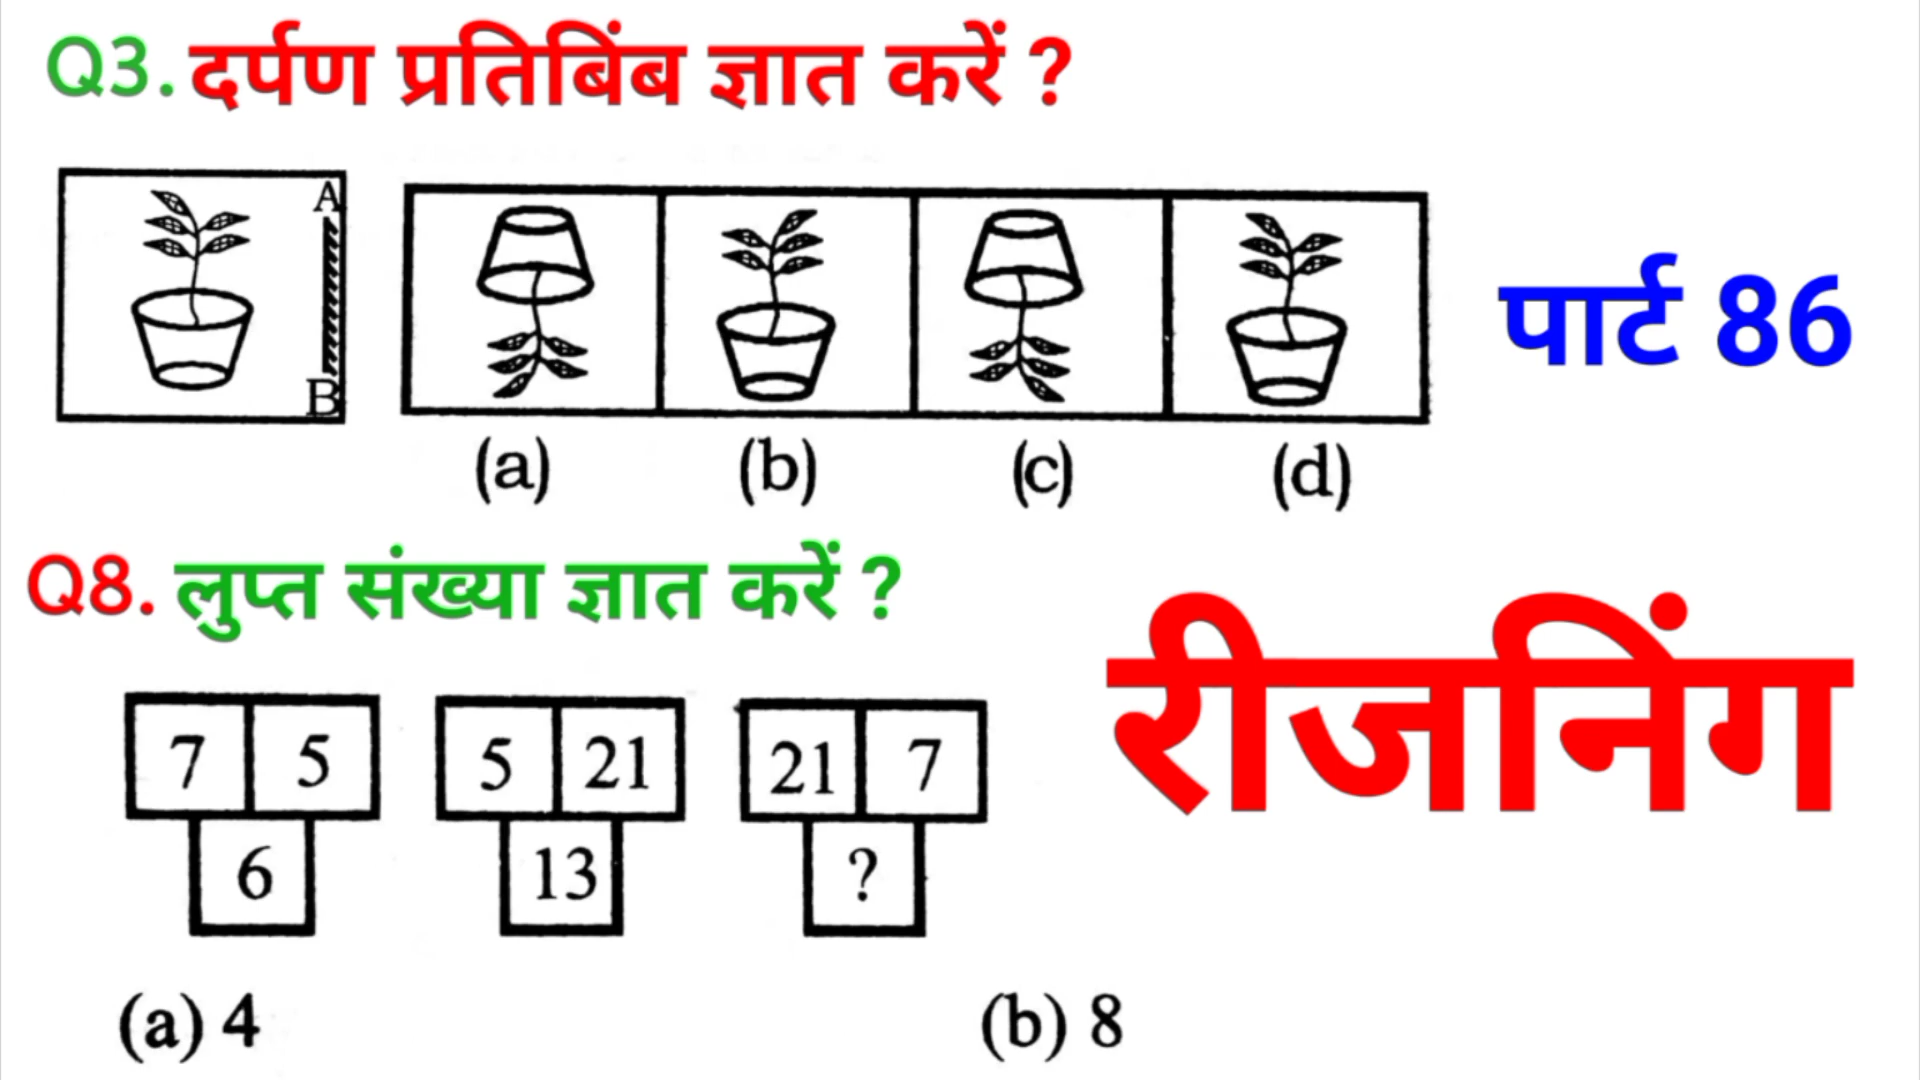 Q3. दर्पण प्रतिबिंब ज्ञात करें ?
A
B
(a) (b) (c) (d)
पार्ट 86
Q8. लुप्त संख्या ज्ञात करें ?
7 5 5 21 21 7
6 13 ?
रीजनिंग
(a) 4 (b) 8